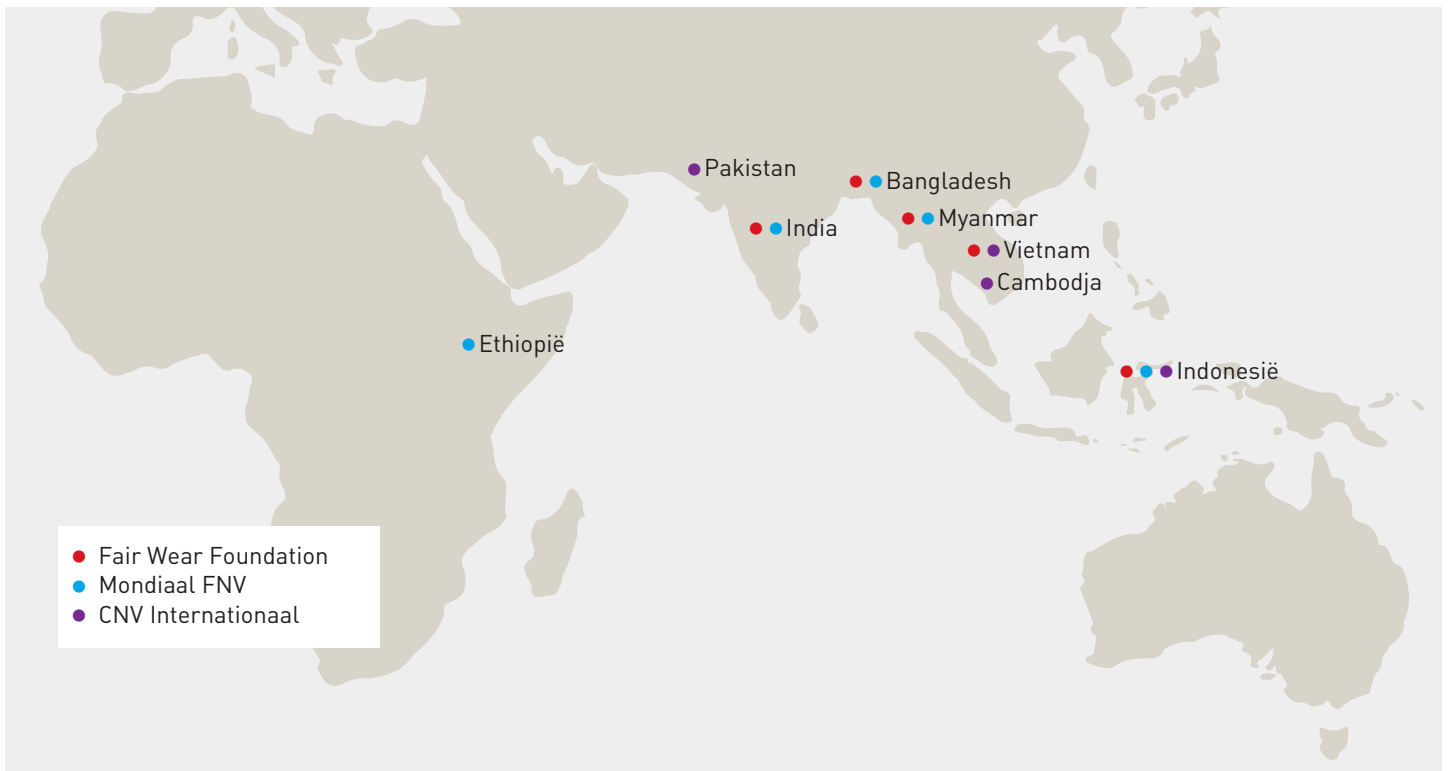 Pakistan
Bangladesh
Myanmar
India
Vietnam
Cambodja
Ethiopië
Indonesië
Fair Wear Foundation
Mondiaal FNV
CNV Internationaal